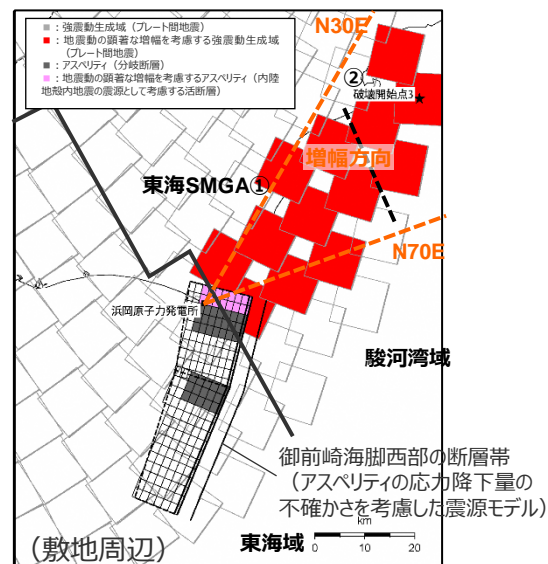 ■：強震動生成域（プレート間地震）
■：地震動の顕著な増幅を考慮する強震動生成域
（プレート間地震）
■：アスペリティ（分岐断層）
■：地震動の顕著な増幅を考慮するアスペリティ（内陸
地殻内地震の震源として考慮する活断層）
N30E
②
破壊開始点3
★
増幅方向
東海SMGA①
N70E
浜岡原子力発電所
駿河湾域
御前崎海脚西部の断層帯
（アスペリティの応力降下量の
不確かさを考慮した震源モデル）
（敷地周辺）
東海域
km
0 10 20